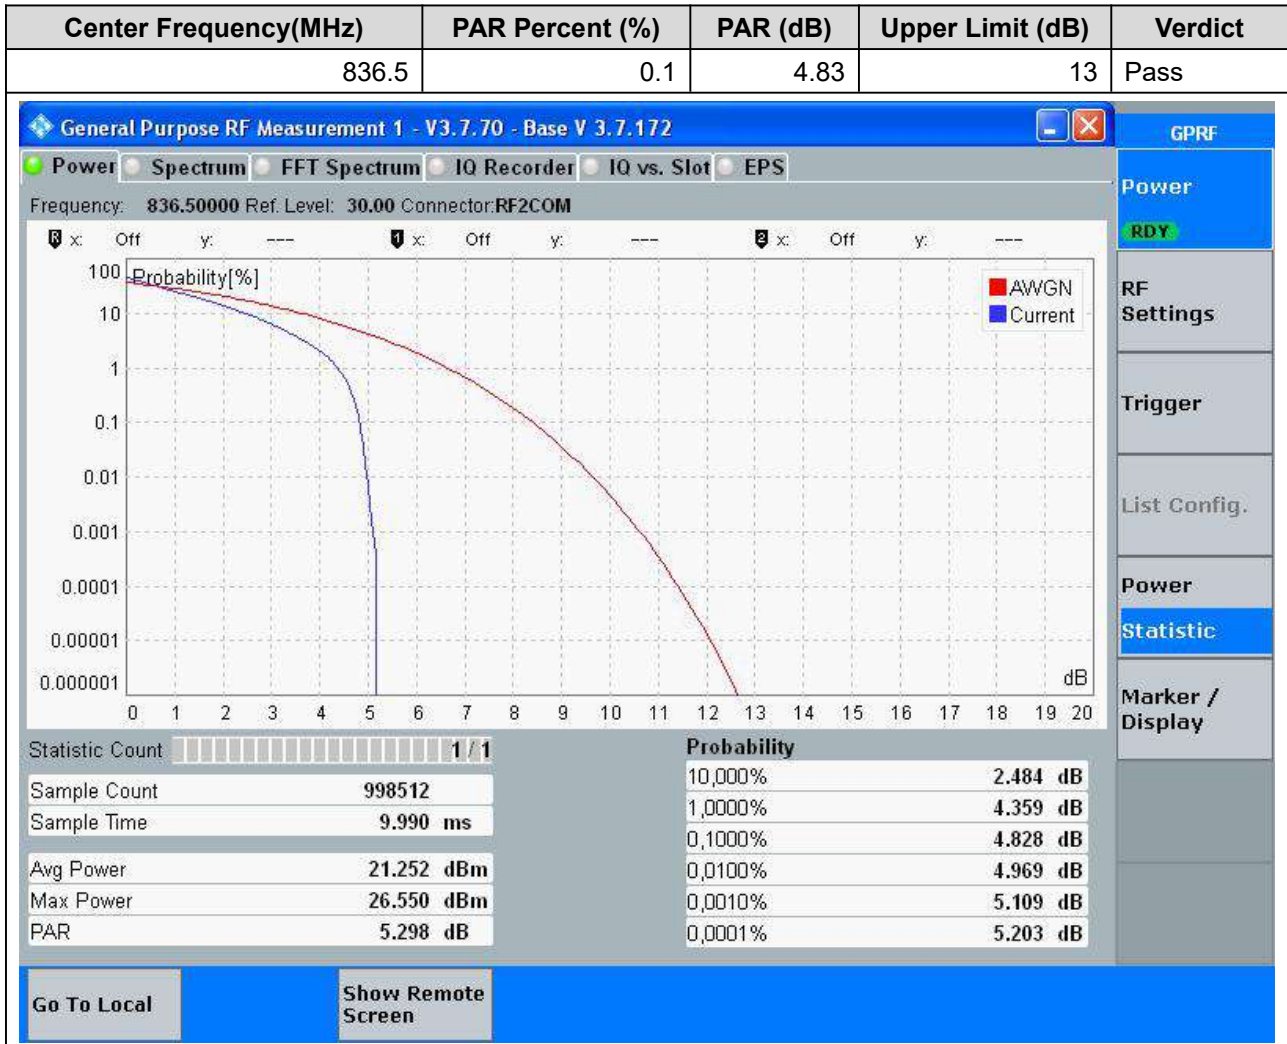 Center Frequency(MHz) PAR Percent (%) PAR (dB) Upper Limit (dB) Verdict
836.5 0.1 4.83 13 Pass
General Purpose RF Measurement 1 - V3.7.70 - Base V 3.7.172
GPRF
Power Spectrum FFT Spectrum IQ Recorder IQ vs. Slot EPS
Frequency: 836.50000 Ref. Level: 30.00 Connector:RF2COM
R x: Off y: --- 1 x: Off y: --- 2 x: Off y: ---
Probability[%]
AWGN
Current
100
10
1
0.1
0.01
0.001
0.0001
0.00001
0.000001
dB
0 1 2 3 4 5 6 7 8 9 10 11 12 13 14 15 16 17 18 19 20
Statistic Count 1 / 1
Sample Count 998512
Sample Time 9.990 ms
Avg Power 21.252 dBm
Max Power 26.550 dBm
PAR 5.298 dB
Probability
10,000% 2.484 dB
1,0000% 4.359 dB
0,1000% 4.828 dB
0,0100% 4.969 dB
0,0010% 5.109 dB
0,0001% 5.203 dB
Power
RDY
RF
Settings
Trigger
List Config.
Power
Statistic
Marker /
Display
Go To Local
Show Remote
Screen